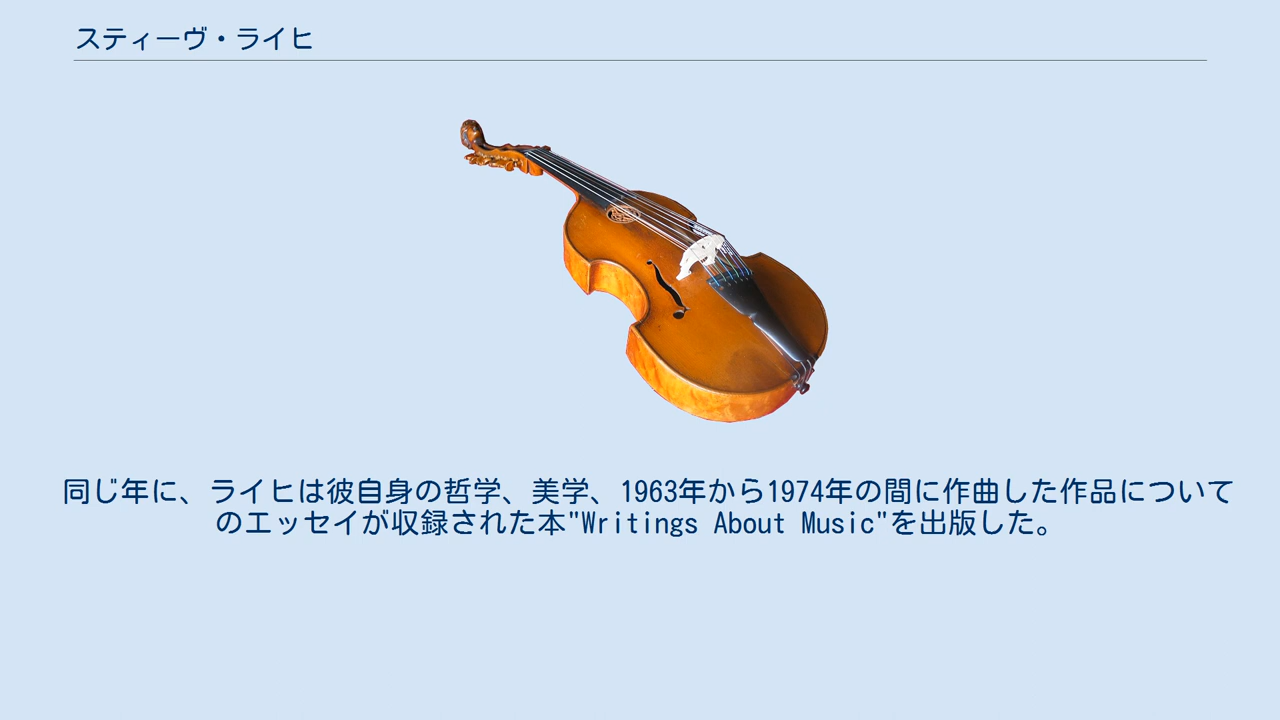 スティーヴ・ライヒ
同じ年に、ライヒは彼自身の哲学、美学、1963年から1974年の間に作曲した作品について
のエッセイが収録された本"Writings About Music"を出版した。